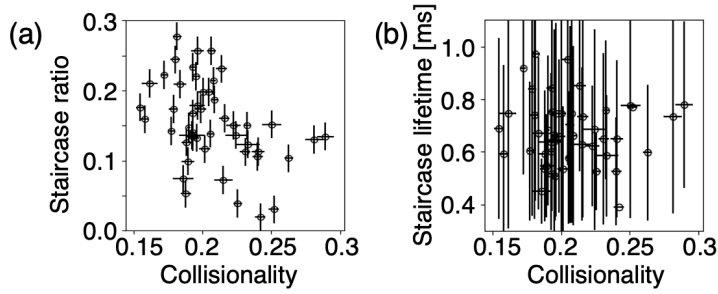 (a)
0.3
0.2
0.1
0.0
Staircase ratio
0.15 0.2 0.25 0.3
Collisionality
(b)
1.0
0.8
0.6
0.4
Staircase lifetime [ms]
0.15 0.2 0.25 0.3
Collisionality